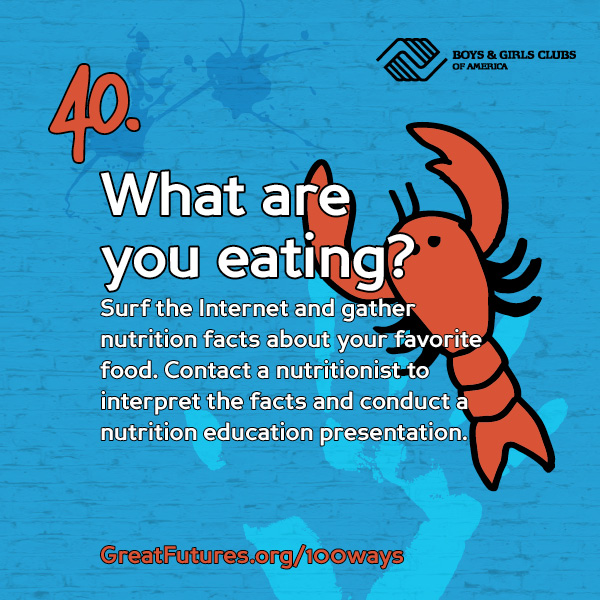 BOYS & GIRLS CLUBS
OF AMERICA
40.
What are
you eating?
Surf the Internet and gather
nutrition facts about your favorite
food. Contact a nutritionist to
interpret the facts and conduct a
nutrition education presentation.
GreatFutures.org/100ways